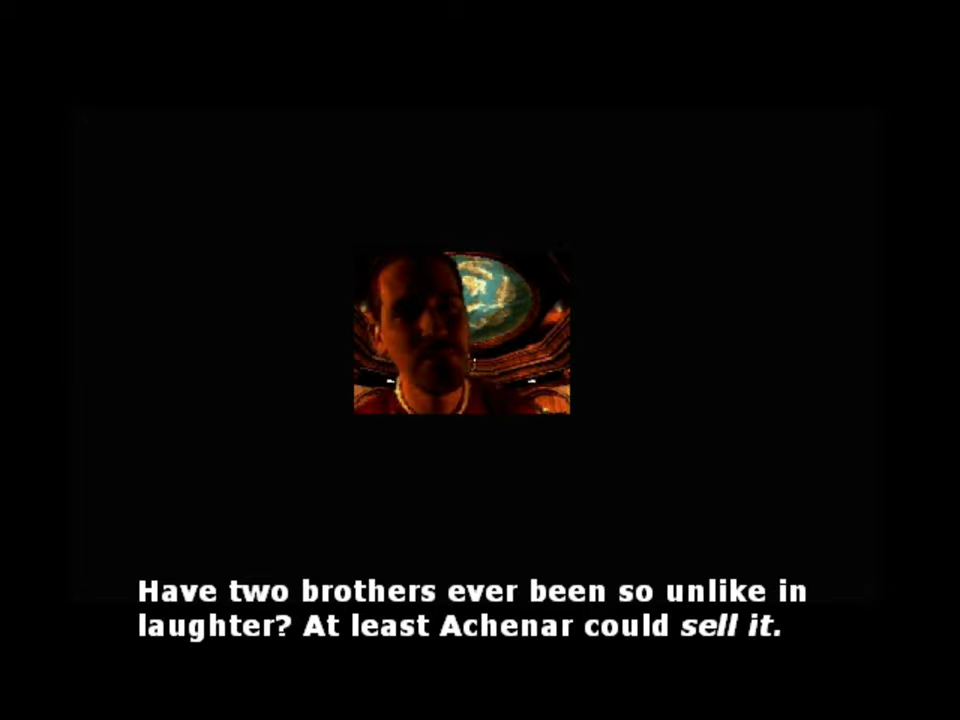 Have two brothers ever been so unlike in
laughter? At least Achenar could sell it.